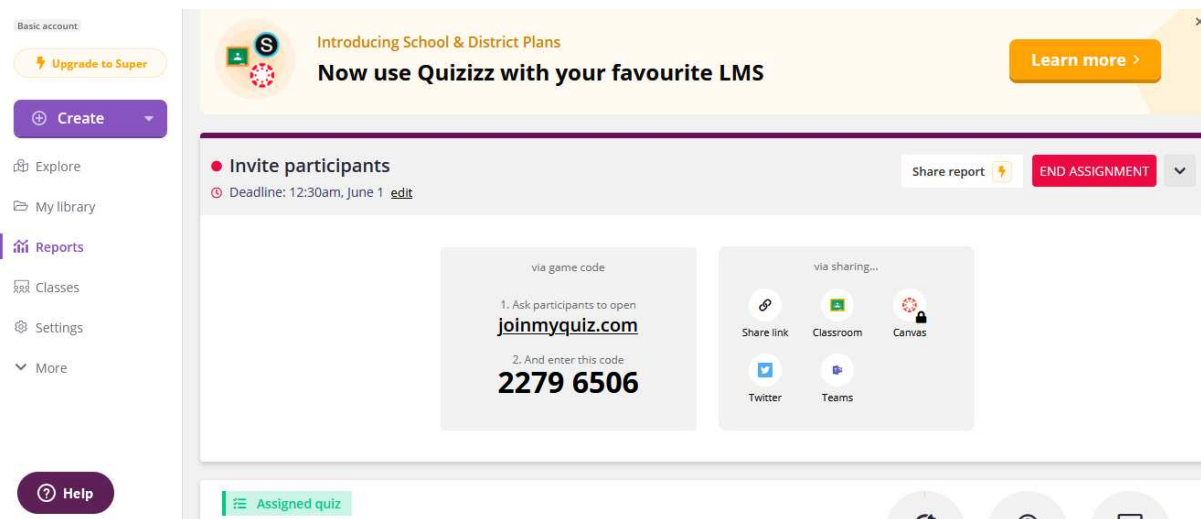 Basic account
Upgrade to Super
Create
Explore
My library
Reports
Classes
Settings
More
Help
Introducing School & District Plans
Now use Quizizz with your favourite LMS
Learn more >
Invite participants
Deadline: 12:30am, June 1 edit
Share report
END ASSIGNMENT
via game code
1. Ask participants to open
joinmyquiz.com
2. And enter this code
2279 6506
via sharing...
Share link Classroom Canvas
Twitter Teams
Assigned quiz